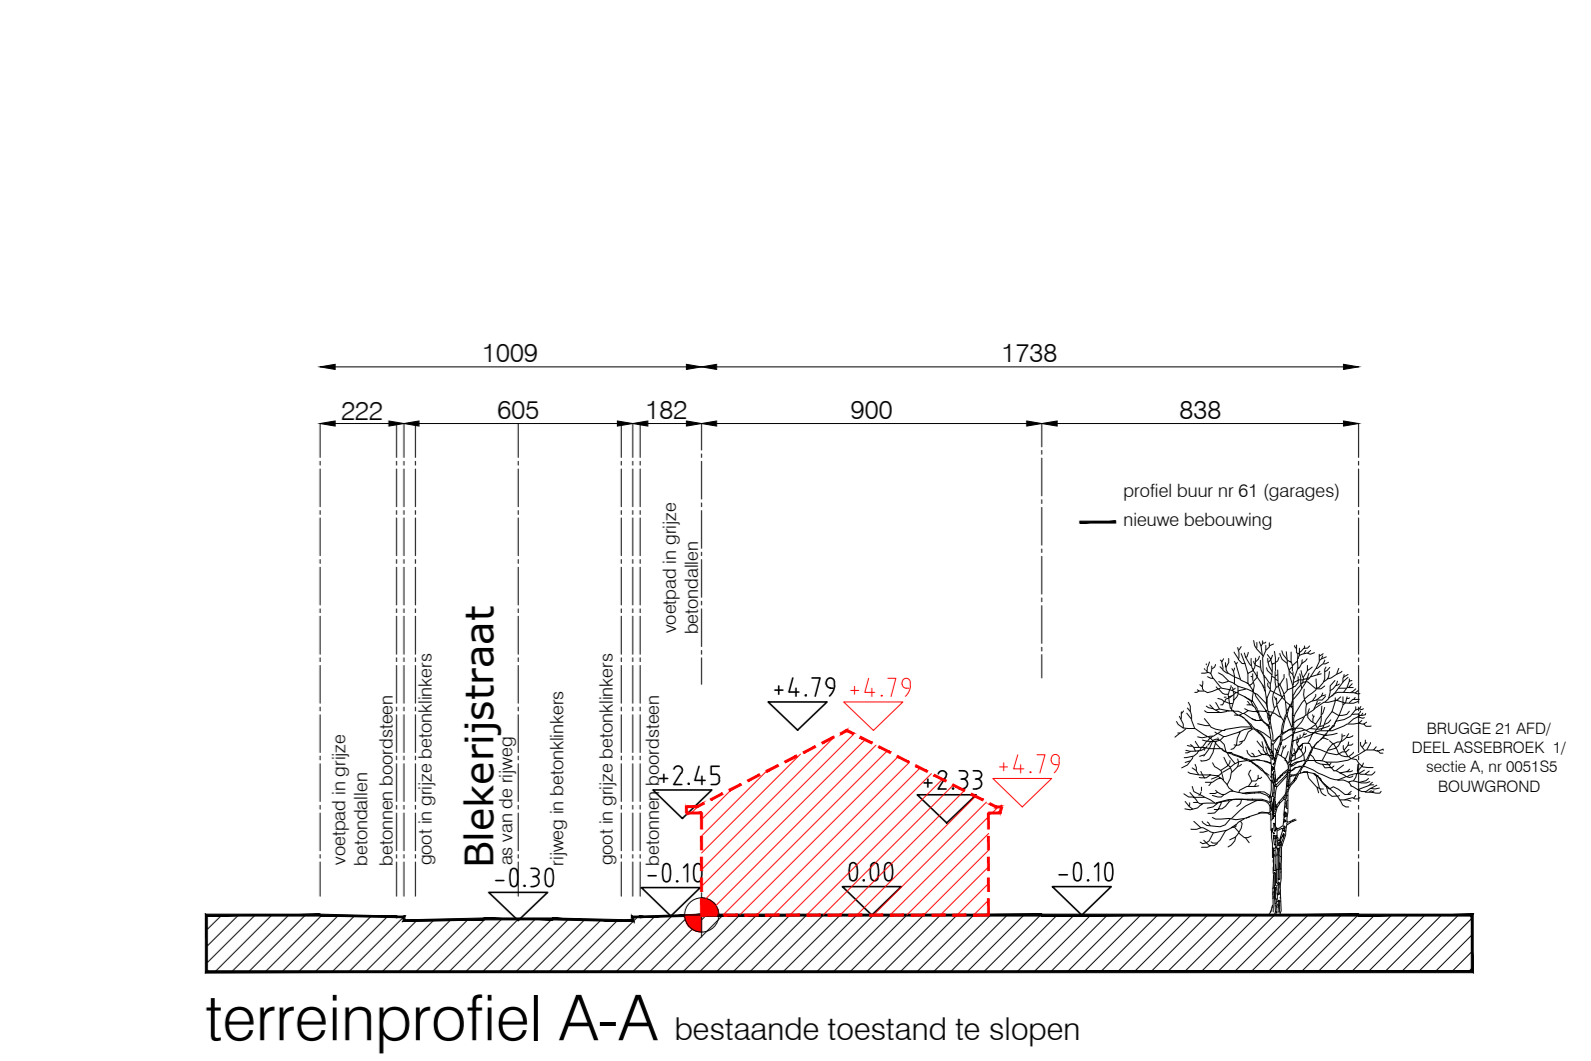 1009
1738
222
605
182
900
838
profiel buur nr 61 (garages)
nieuwe bebouwing
voetpad in grijze
betondallen
betonnen boordsteen
goot in grijze betonklinkers
Blekerijstraat
as van de rijweg
rijweg in betonklinkers
goot in grijze betonklinkers
betonnen boordsteen
voetpad in grijze
betondallen
+4.79
+4.79
+2.45
+2.33
+4.79
-0.30
-0.10
0.00
-0.10
BRUGGE 21 AFD/
DEEL ASSEBROEK 1/
sectie A, nr 0051S5
BOUWGROND
terreinprofiel A-A bestaande toestand te slopen